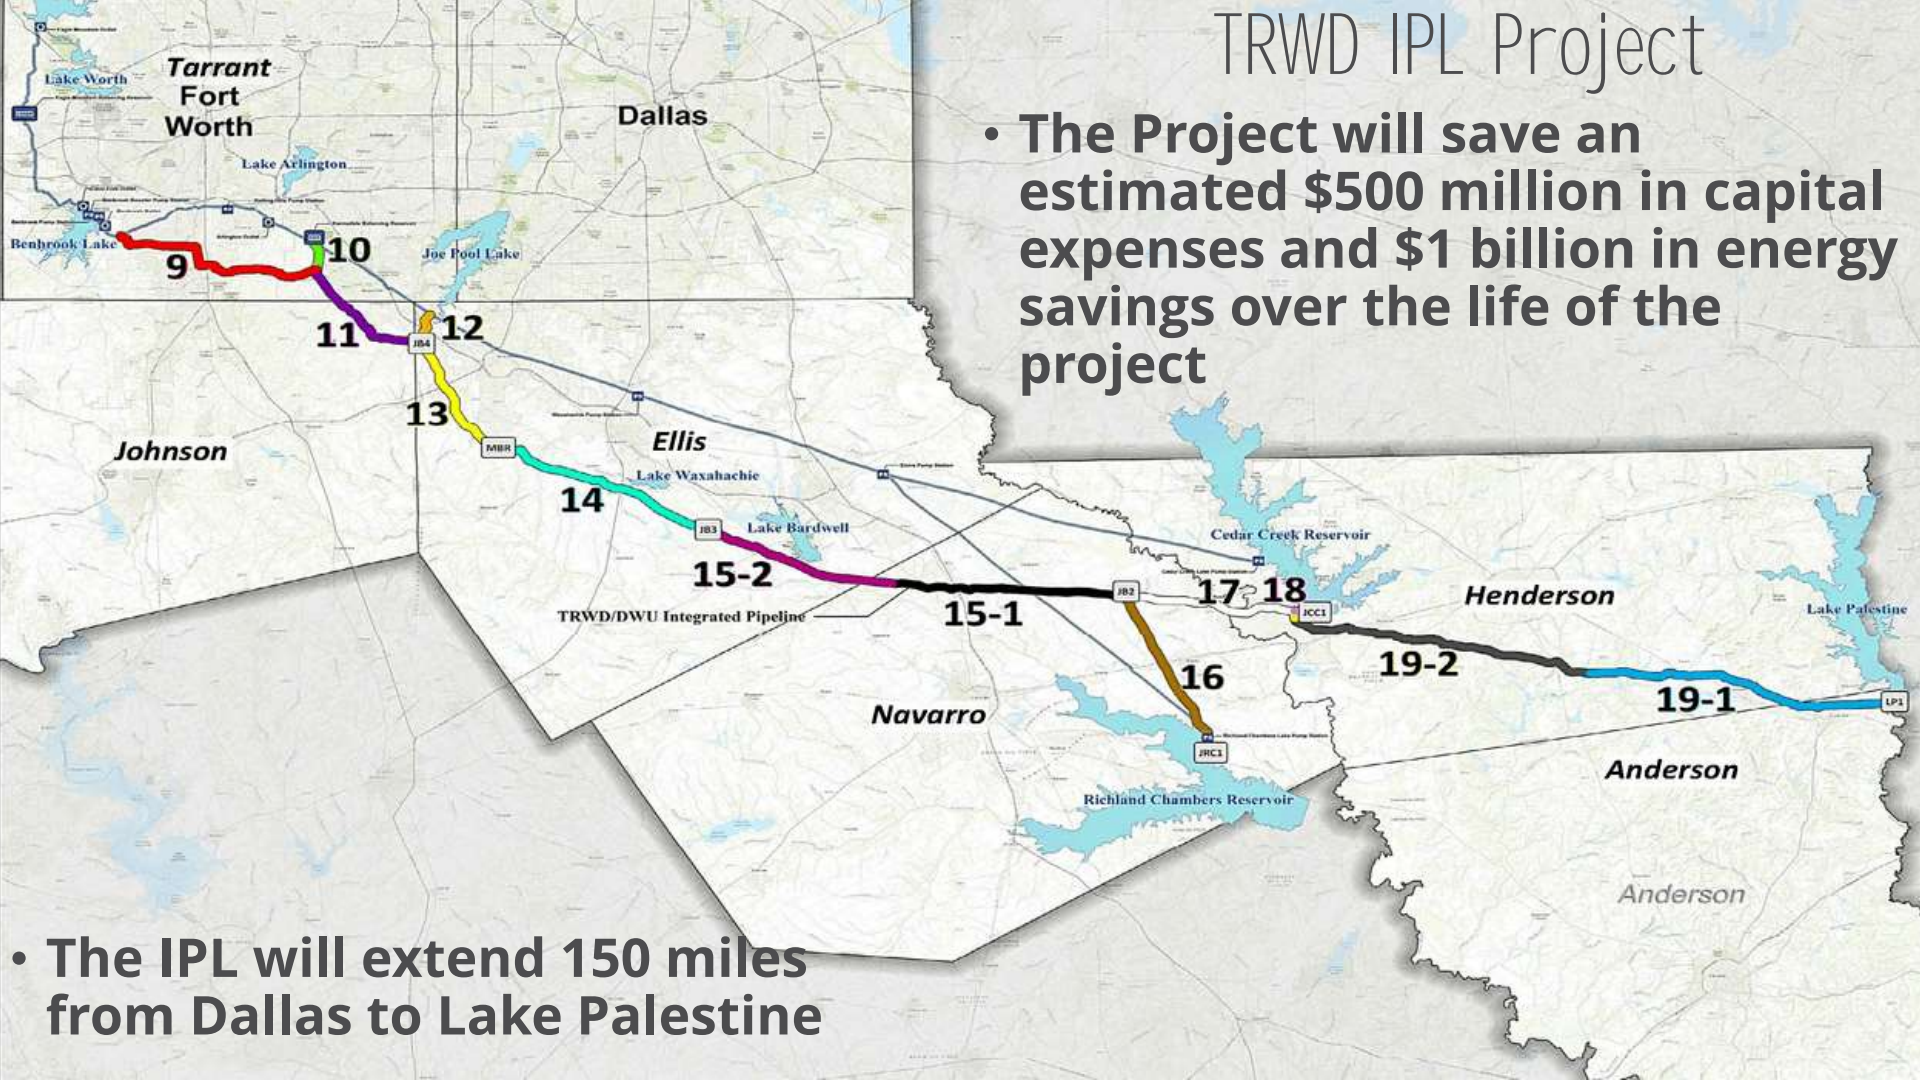 TRWD IPL Project
• The Project will save an
estimated $500 million in capital
expenses and $1 billion in energy
savings over the life of the
project
Lake Worth
Tarrant
Fort
Worth
Dallas
Lake Arlington
Benbrook Lake
9
10
Joe Pool Lake
11
12
JB4
13
MBR
Johnson
Ellis
Lake Waxahachie
14
JB3
Lake Bardwell
15-2
TRWD/DWU Integrated Pipeline
15-1
JB2
Cedar Creek Reservoir
17
18
JCC1
Henderson
Lake Palestine
19-2
19-1
LP1
16
Navarro
Richland Chambers Lake Pump Station
JRC1
Richland Chambers Reservoir
Anderson
Anderson
• The IPL will extend 150 miles
from Dallas to Lake Palestine